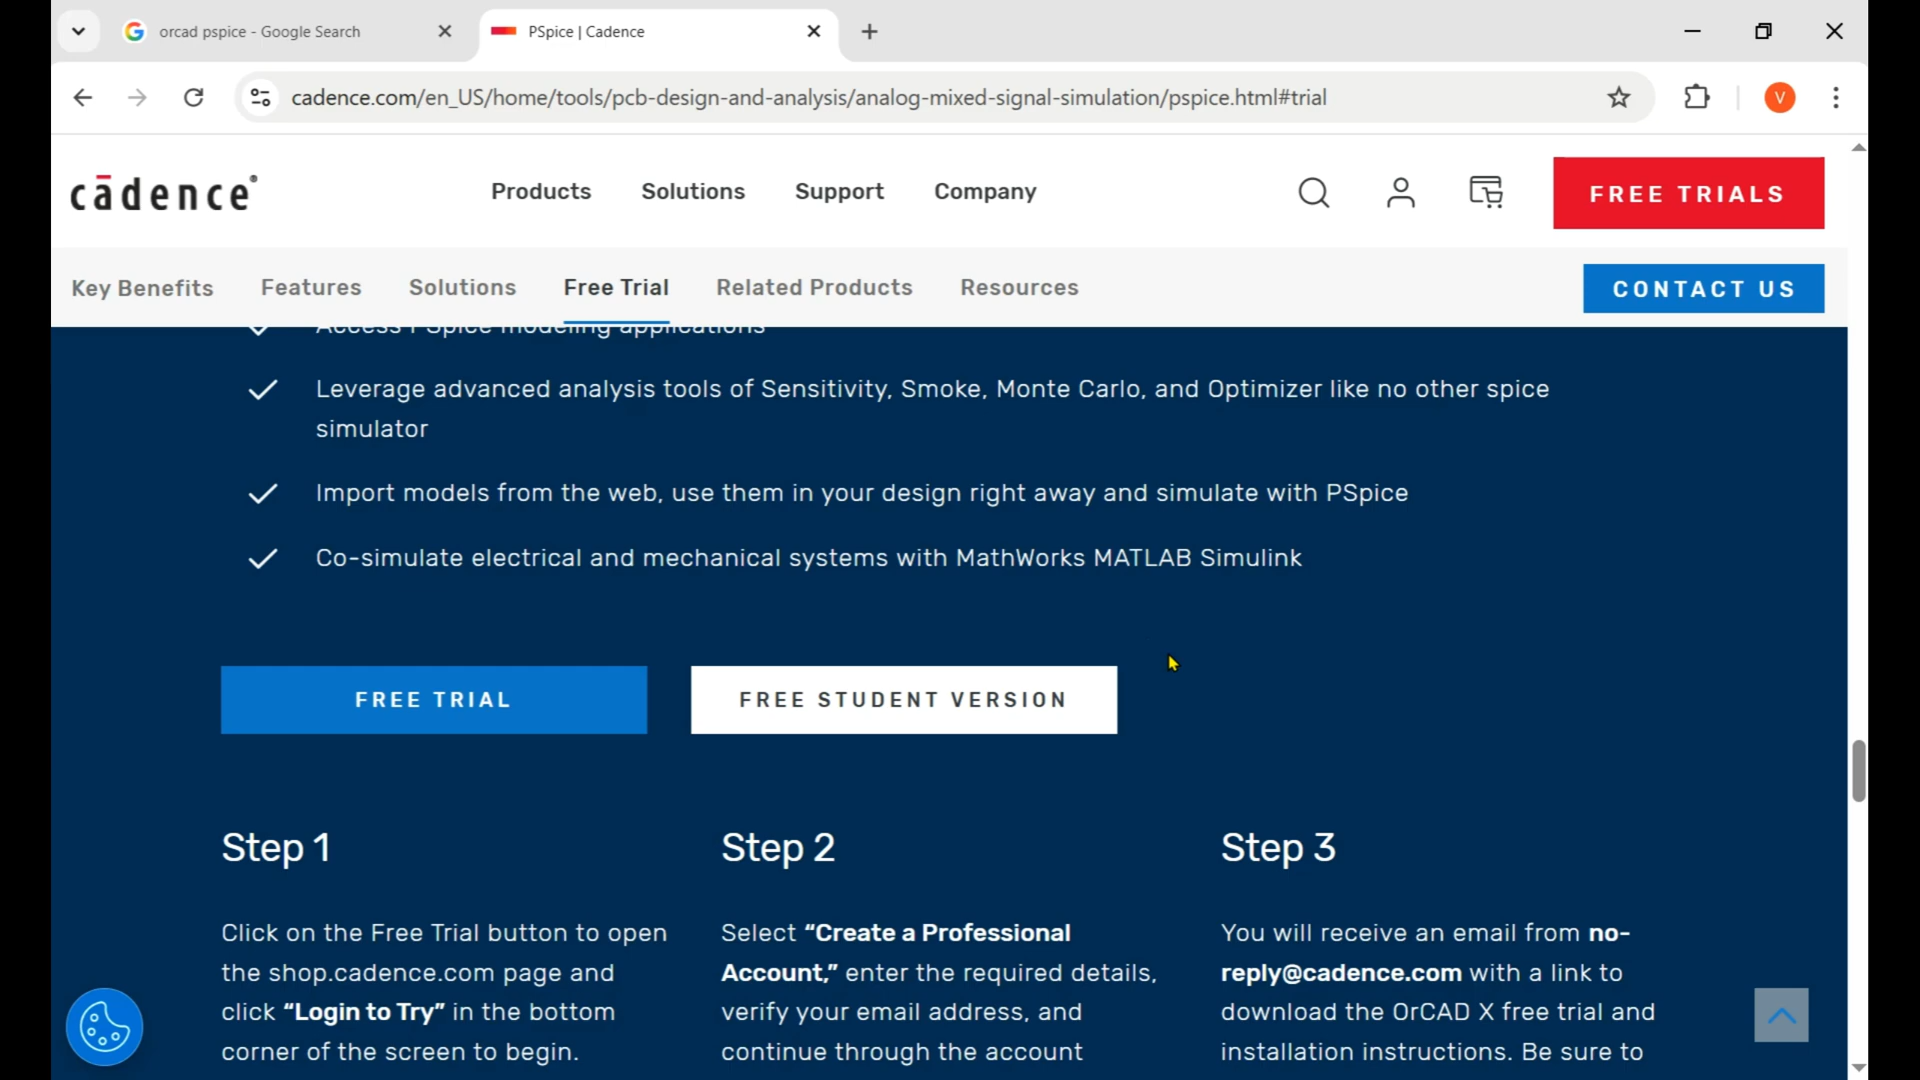 orcad pspice - Google Search
PSpice | Cadence
cadence.com/en_US/home/tools/pcb-design-and-analysis/analog-mixed-signal-simulation/pspice.html#trial
V
cādence®
Products
Solutions
Support
Company
FREE TRIALS
Key Benefits
Features
Solutions
Free Trial
Related Products
Resources
CONTACT US
Access PSpice modeling applications
Leverage advanced analysis tools of Sensitivity, Smoke, Monte Carlo, and Optimizer like no other spice
simulator
Import models from the web, use them in your design right away and simulate with PSpice
Co-simulate electrical and mechanical systems with MathWorks MATLAB Simulink
FREE TRIAL
FREE STUDENT VERSION
Step 1
Click on the Free Trial button to open
the shop.cadence.com page and
click “Login to Try” in the bottom
corner of the screen to begin.
Step 2
Select “Create a Professional
Account,” enter the required details,
verify your email address, and
continue through the account
Step 3
You will receive an email from no-
reply@cadence.com with a link to
download the OrCAD X free trial and
installation instructions. Be sure to